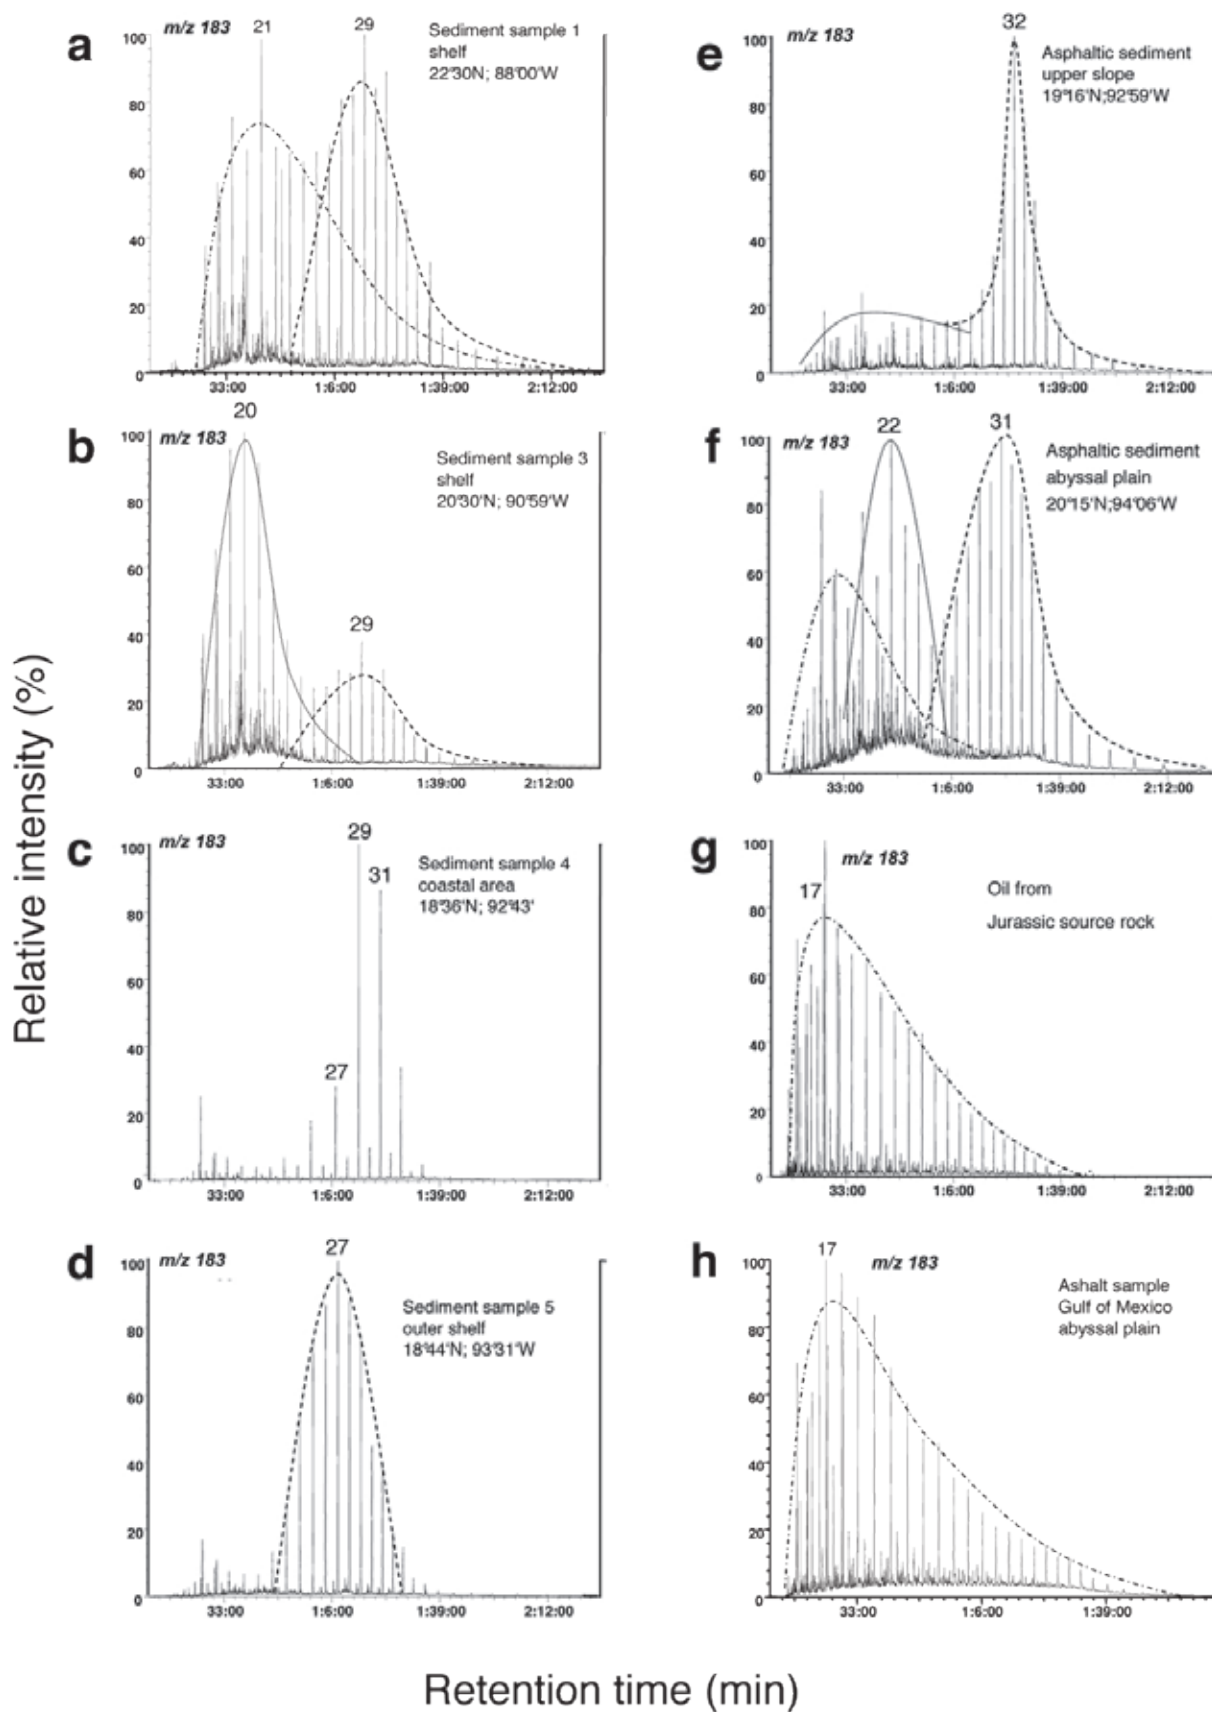 Relative intensity (%)
a
m/z 183
21
29
Sediment sample 1
shelf
22°30N; 88°00'W
100
80
60
40
20
0
33:00
1:6:00
1:39:00
2:12:00
b
m/z 183
20
29
Sediment sample 3
shelf
20°30'N; 90°59'W
100
80
60
40
20
0
33:00
1:6:00
1:39:00
2:12:00
c
m/z 183
29
31
27
Sediment sample 4
coastal area
18°36'N; 92°43'
100
80
60
40
20
0
33:00
1:6:00
1:39:00
2:12:00
d
m/z 183
27
Sediment sample 5
outer shelf
18°44'N; 93°31'W
100
80
60
40
20
0
33:00
1:6:00
1:39:00
2:12:00
e
m/z 183
32
Asphaltic sediment
upper slope
19°16'N;92°59'W
100
80
60
40
20
0
33:00
1:6:00
1:39:00
2:12:00
f
m/z 183
22
31
Asphaltic sediment
abyssal plain
20°15'N;94°06'W
100
80
60
40
20
0
33:00
1:6:00
1:39:00
2:12:00
g
m/z 183
17
Oil from
Jurassic source rock
100
80
60
40
20
0
33:00
1:6:00
1:39:00
2:12:00
h
17
m/z 183
Ashalt sample
Gulf of Mexico
abyssal plain
100
80
60
40
20
0
33:00
1:6:00
1:39:00
Retention time (min)